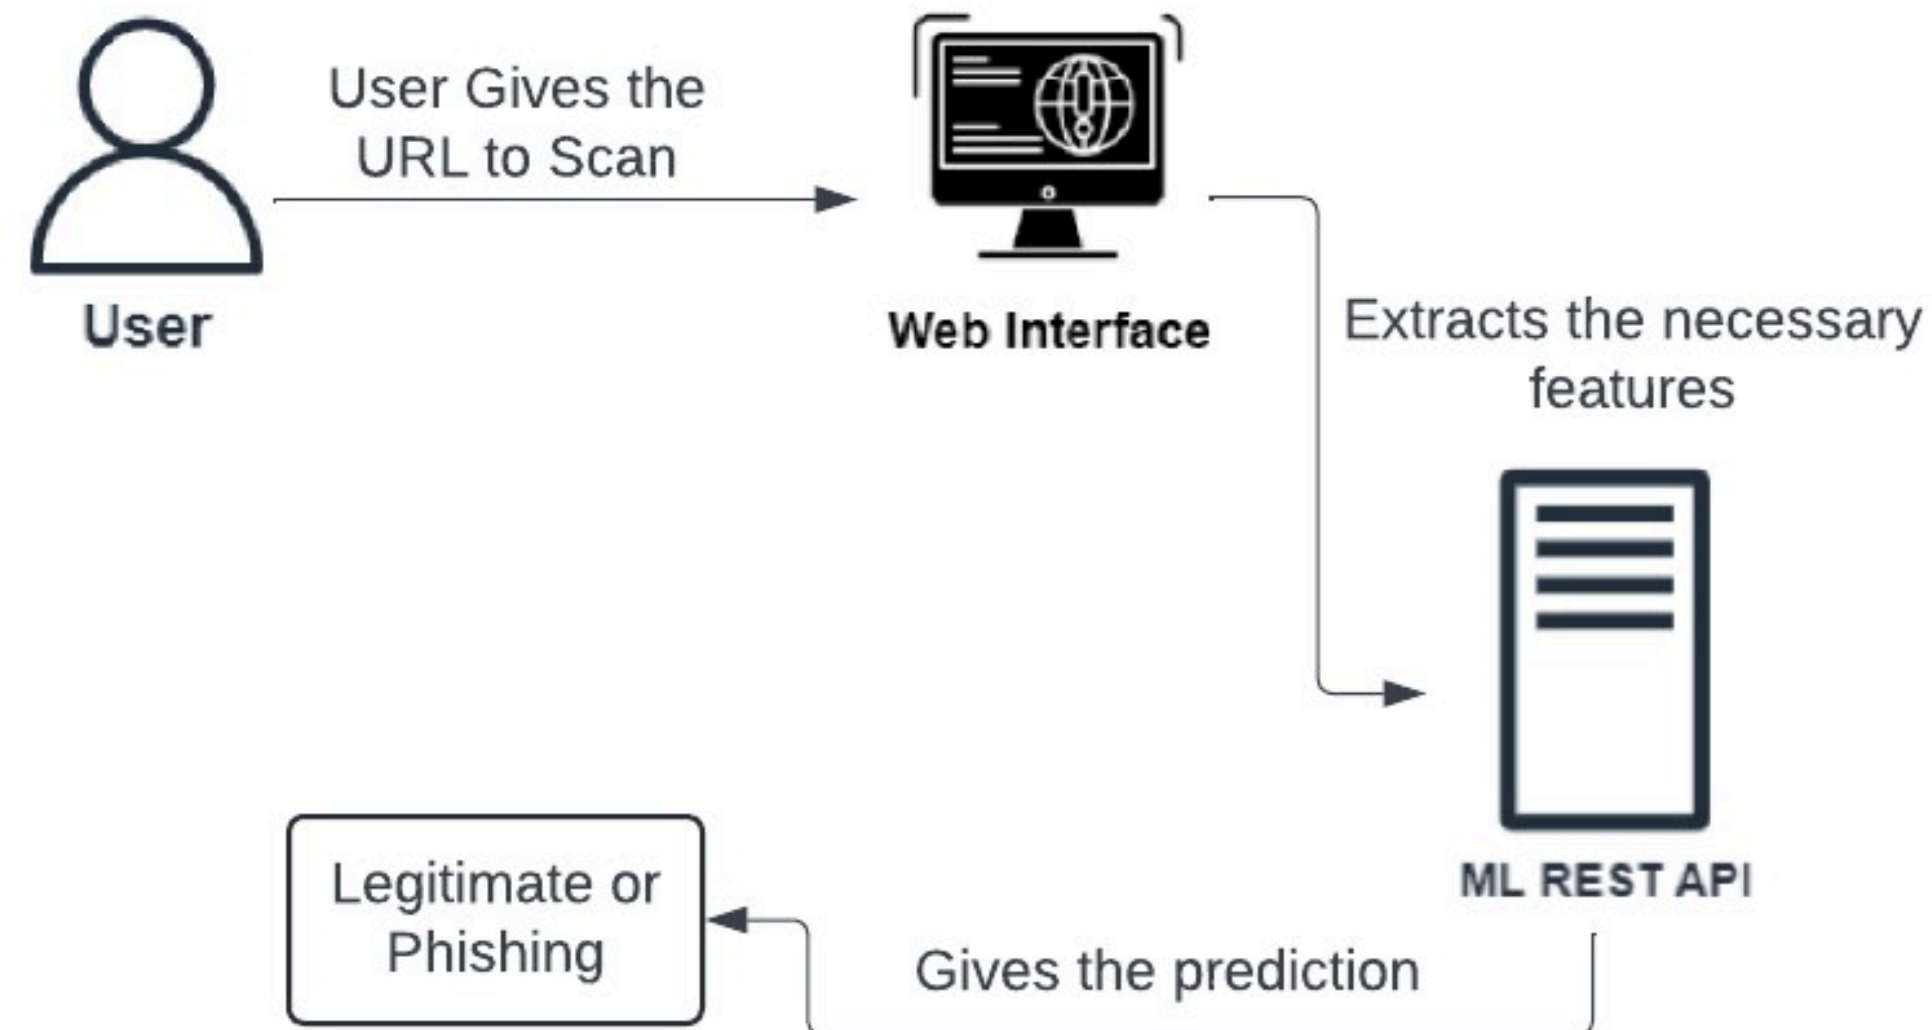 User Gives the
URL to Scan
User
Web Interface
Extracts the necessary
features
ML REST API
Legitimate or
Phishing
Gives the prediction